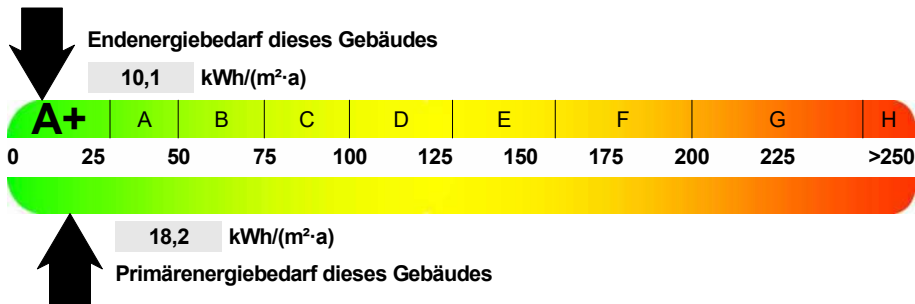 Endenergiebedarf dieses Gebäudes
10,1 kWh/(m²·a)
A+ A B C D E F G H
0 25 50 75 100 125 150 175 200 225 >250
18,2 kWh/(m²·a)
Primärenergiebedarf dieses Gebäudes